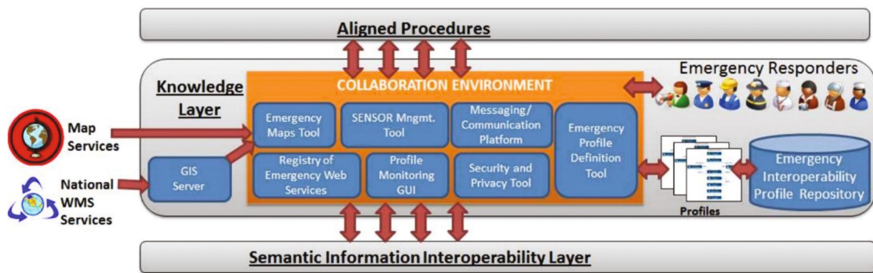 Aligned Procedures
COLLABORATION ENVIRONMENT
Emergency Responders
Knowledge
Layer
Map
Services
National
WMS
Services
GIS
Server
Emergency
Maps Tool
SENSOR Mngmt.
Tool
Messaging/
Communication
Platform
Registry of
Emergency Web
Services
Profile
Monitoring
GUI
Security and
Privacy Tool
Emergency
Profile
Definition
Tool
Profiles
Emergency
Interoperability
Profile Repository
Semantic Information Interoperability Layer